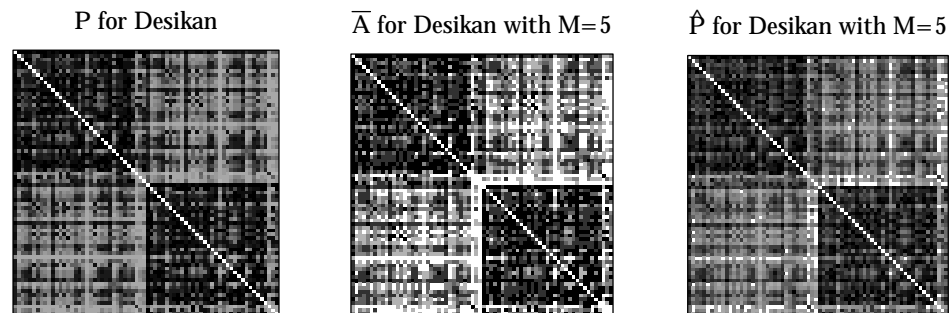 P for Desikan
A̅ for Desikan with M=5
P̂ for Desikan with M=5